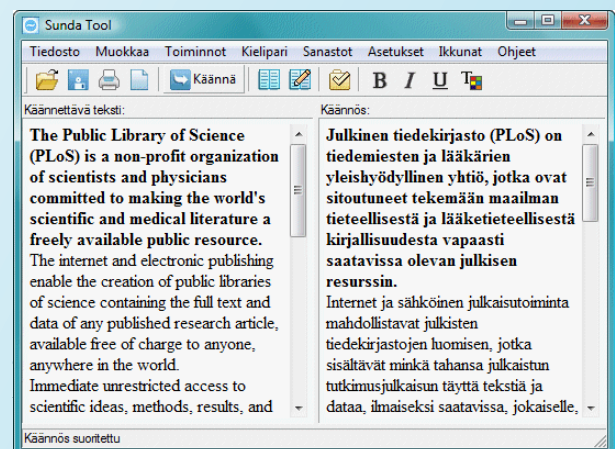 Sunda Tool
Tiedosto Muokkaa Toiminnot Kielipari Sanastot Asetukset Ikkunat Ohjeet
Käännä B I U T
Käännettävä teksti:
The Public Library of Science
(PLoS) is a non-profit organization
of scientists and physicians
committed to making the world's
scientific and medical literature a
freely available public resource.
The internet and electronic publishing
enable the creation of public libraries
of science containing the full text and
data of any published research article,
available free of charge to anyone,
anywhere in the world.
Immediate unrestricted access to
scientific ideas, methods, results, and
Käännös:
Julkinen tiedekirjasto (PLoS) on
tiedemiesten ja lääkärien
yleishyödyllinen yhtiö, jotka ovat
sitoutuneet tekemään maailman
tieteellisestä ja lääketieteellisestä
kirjallisuudesta vapaasti
saatavissa olevan julkisen
resurssin.
Internet ja sähköinen julkaisutoiminta
mahdollistavat julkisten
tiedekirjastojen luomisen, jotka
sisältävät minkä tahansa julkaistun
tutkimusjulkaisun täyttä tekstiä ja
dataa, ilmaiseksi saatavissa, jokaiselle,
Käännös suoritettu